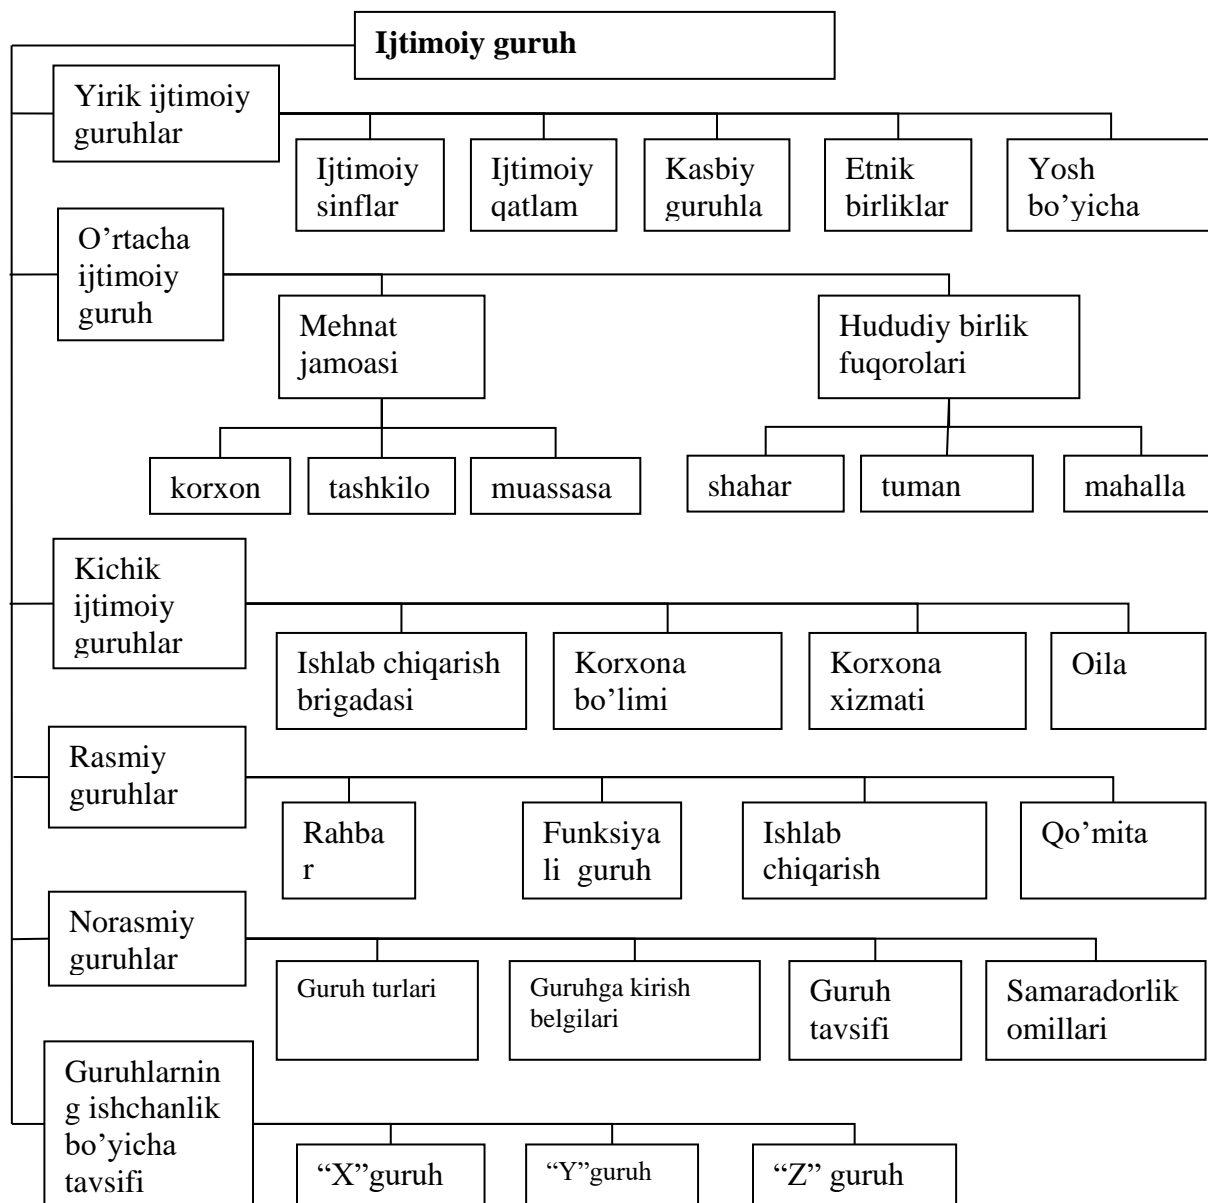 Ijtimoiy guruh
Yirik ijtimoiy
guruhlar
Ijtimoiy
sinflar
Ijtimoiy
qatlam
Kasbiy
guruhla
Etnik
birliklar
Yosh
bo’yicha
O’rtacha
ijtimoiy
guruh
Mehnat
jamoasi
Hududiy birlik
fuqorolari
korxon
tashkilo
muassasa
shahar
tuman
mahalla
Kichik
ijtimoiy
guruhlar
Ishlab chiqarish
brigadasi
Korxona
bo’limi
Korxona
xizmati
Oila
Rasmiy
guruhlar
Rahba
r
Funksiya
li guruh
Ishlab
chiqarish
Qo’mita
Norasmiy
guruhlar
Guruh turlari
Guruhga kirish
belgilari
Guruh
tavsifi
Samaradorlik
omillari
Guruhlarnin
g ishchanlik
bo’yicha
tavsifi
“X”guruh
“Y”guruh
“Z” guruh